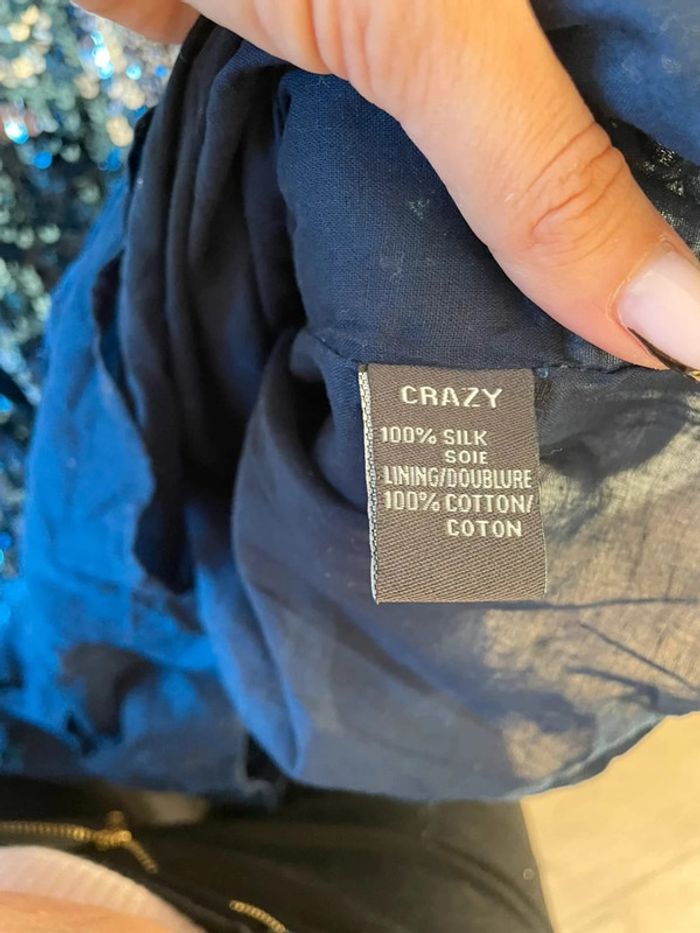 CRAZY
100% SILK
SOIE
LINING/DOUBLURE
100% COTTON/
COTON